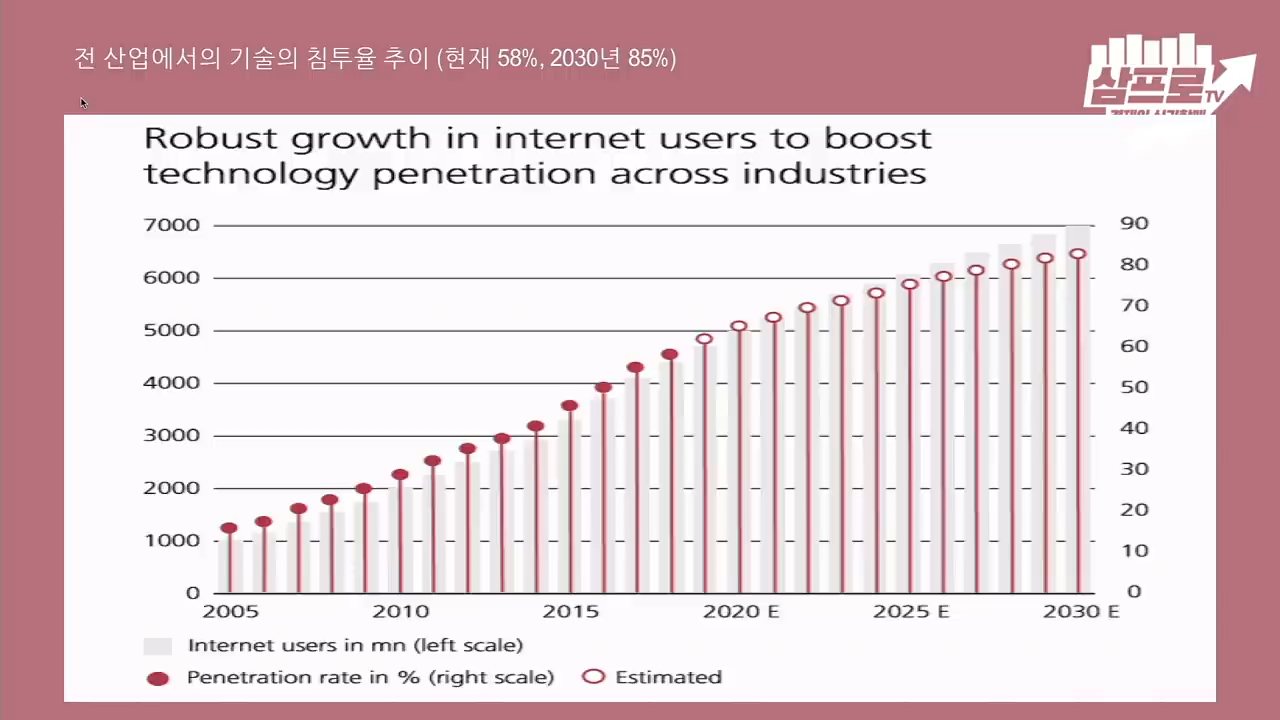 전 산업에서의 기술의 침투율 추이 (현재 58%, 2030년 85%)
삼프로TV
Robust growth in internet users to boost
technology penetration across industries
7000
6000
5000
4000
3000
2000
1000
0
90
80
70
60
50
40
30
20
10
0
2005 2010 2015 2020 E 2025 E 2030 E
Internet users in mn (left scale)
Penetration rate in % (right scale) Estimated